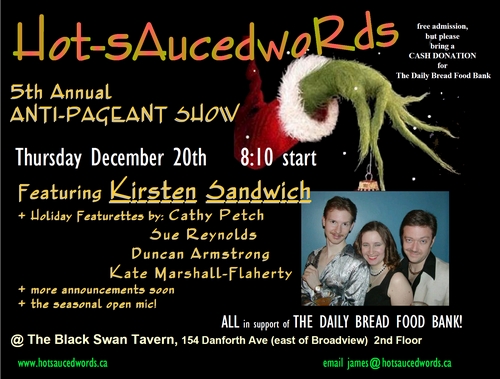 Hot-sAucedwoRds
free admission,
but please
bring a
CASH DONATION
for
The Daily Bread Food Bank
5th Annual
ANTI-PAGEANT SHOW
Thursday December 20th 8:10 start
Featuring Kirsten Sandwich
+ Holiday Featurettes by: Cathy Petch
Sue Reynolds
Duncan Armstrong
Kate Marshall-Flaherty
+ more announcements soon
+ the seasonal open mic!
ALL in support of THE DAILY BREAD FOOD BANK!
@ The Black Swan Tavern, 154 Danforth Ave (east of Broadview) 2nd Floor
www.hotsaucedwords.ca email james@hotsaucedwords.ca